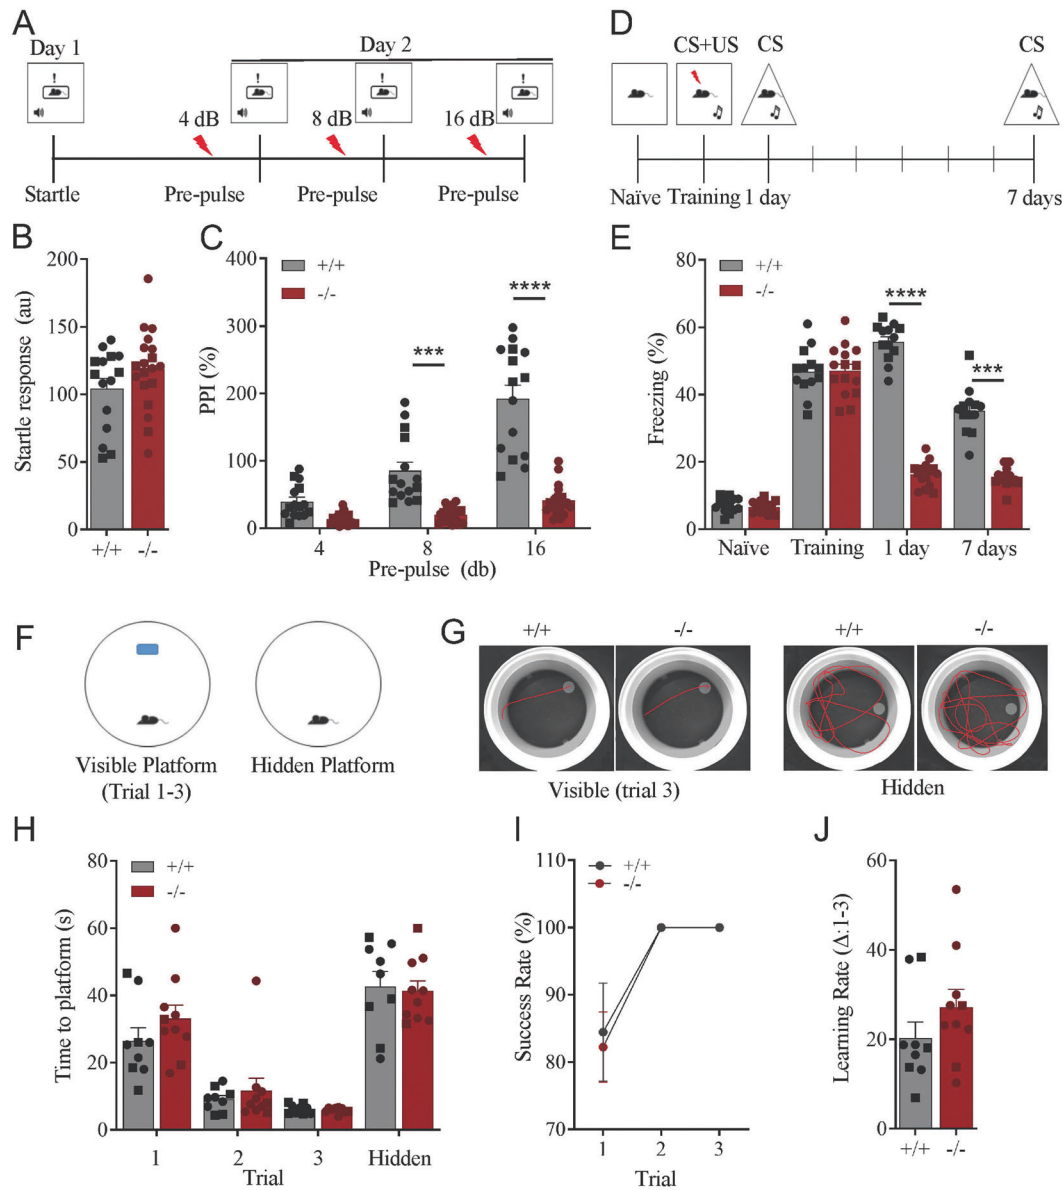 A
Day 1
Day 2
!
!
!
!
4 dB
8 dB
16 dB
Startle
Pre-pulse
Pre-pulse
Pre-pulse
D
CS+US
CS
CS
Naïve
Training
1 day
7 days
B
Startle response (au)
200
150
100
50
0
+/+
-/-
C
PPI (%)
400
300
200
100
0
+/+
-/-
***
****
4
8
16
Pre-pulse (db)
E
Freezing (%)
80
60
40
20
0
+/+
-/-
****
***
Naïve
Training
1 day
7 days
F
Visible Platform
(Trial 1-3)
Hidden Platform
G
+/+
-/-
+/+
-/-
Visible (trial 3)
Hidden
H
Time to platform (s)
80
60
40
20
0
+/+
-/-
1
2
3
Hidden
Trial
I
Success Rate (%)
110
100
90
80
70
+/+
-/-
1
2
3
Trial
J
Learning Rate (Δ:1-3)
60
40
20
0
+/+
-/-